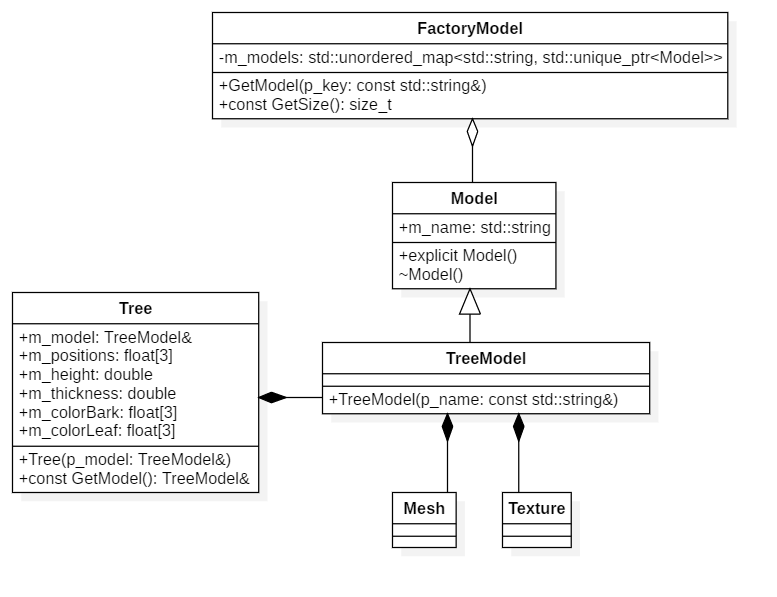 FactoryModel
-m_models: std::unordered_map<std::string, std::unique_ptr<Model>>
+GetModel(p_key: const std::string&)
+const GetSize(): size_t
Model
+m_name: std::string
+explicit Model()
~Model()
Tree
+m_model: TreeModel&
+m_positions: float[3]
+m_height: double
+m_thickness: double
+m_colorBark: float[3]
+m_colorLeaf: float[3]
+Tree(p_model: TreeModel&)
+const GetModel(): TreeModel&
TreeModel
+TreeModel(p_name: const std::string&)
Mesh
Texture